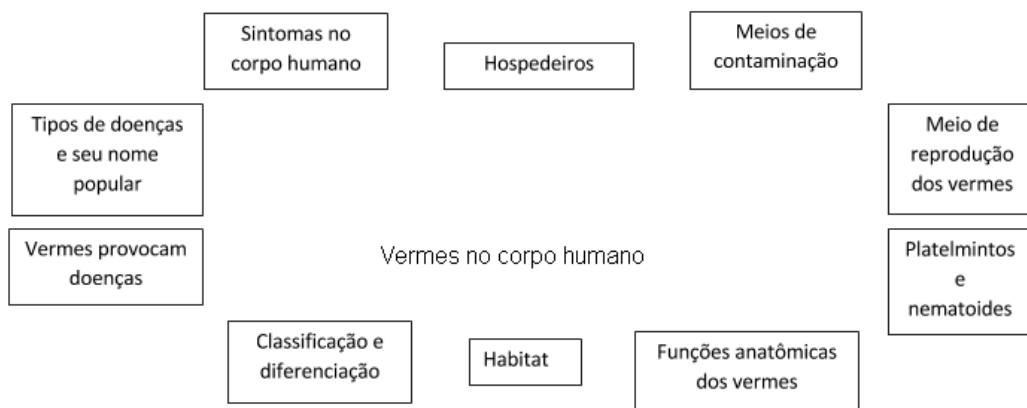 Sintomas no
corpo humano
Hospedeiros
Meios de
contaminação
Tipos de doenças
e seu nome
popular
Meio de
reprodução
dos vermes
Vermes provocam
doenças
Vermes no corpo humano
Platelmintos
e
nematoides
Classificação e
diferenciação
Habitat
Funções anatômicas
dos vermes